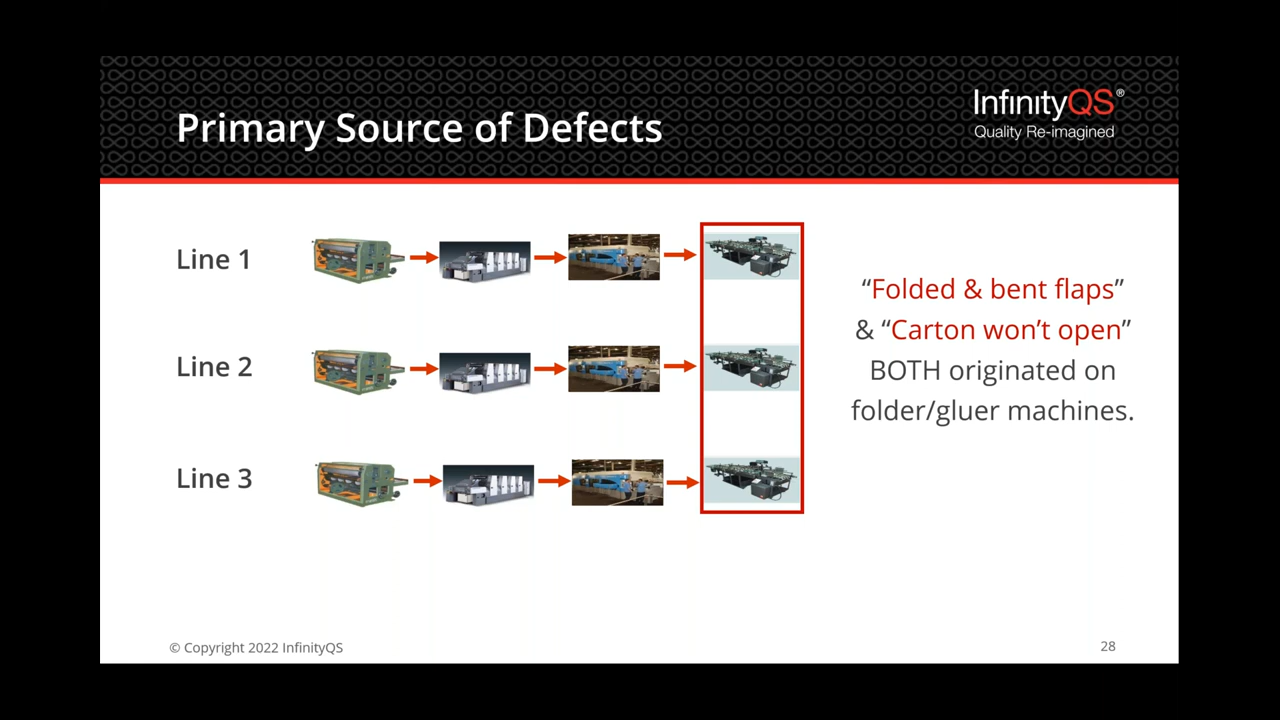 Primary Source of Defects
InfinityQS®
Quality Re-imagined
Line 1
Line 2
Line 3
“Folded & bent flaps”
& “Carton won’t open”
BOTH originated on
folder/gluer machines.
© Copyright 2022 InfinityQS
28